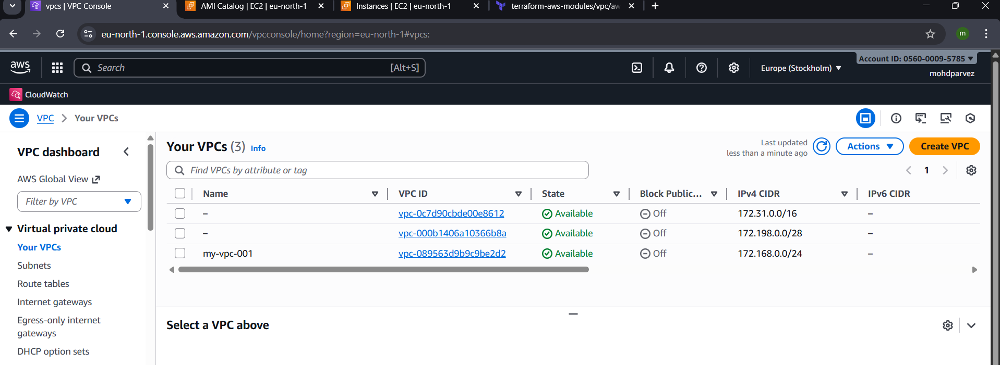 vpcs | VPC Console
AMI Catalog | EC2 | eu-north-1
Instances | EC2 | eu-north-1
terraform-aws-modules/vpc/aw
eu-north-1.console.aws.amazon.com/vpcconsole/home?region=eu-north-1#vpcs:
m
aws
Search
[Alt+S]
Europe (Stockholm)
Account ID: 0560-0009-5785
mohdparvez
CloudWatch
VPC
Your VPCs
VPC dashboard
AWS Global View
Filter by VPC
Virtual private cloud
Your VPCs
Subnets
Route tables
Internet gateways
Egress-only internet
gateways
DHCP option sets
Your VPCs (3) Info
Last updated
less than a minute ago
Actions
Create VPC
Find VPCs by attribute or tag
1
Name VPC ID State Block Public... IPv4 CIDR IPv6 CIDR
– vpc-0c7d90cbde00e8612 Available Off 172.31.0.0/16 –
– vpc-000b1406a10366b8a Available Off 172.198.0.0/28 –
my-vpc-001 vpc-089563d9b9c9be2d2 Available Off 172.168.0.0/24 –
Select a VPC above